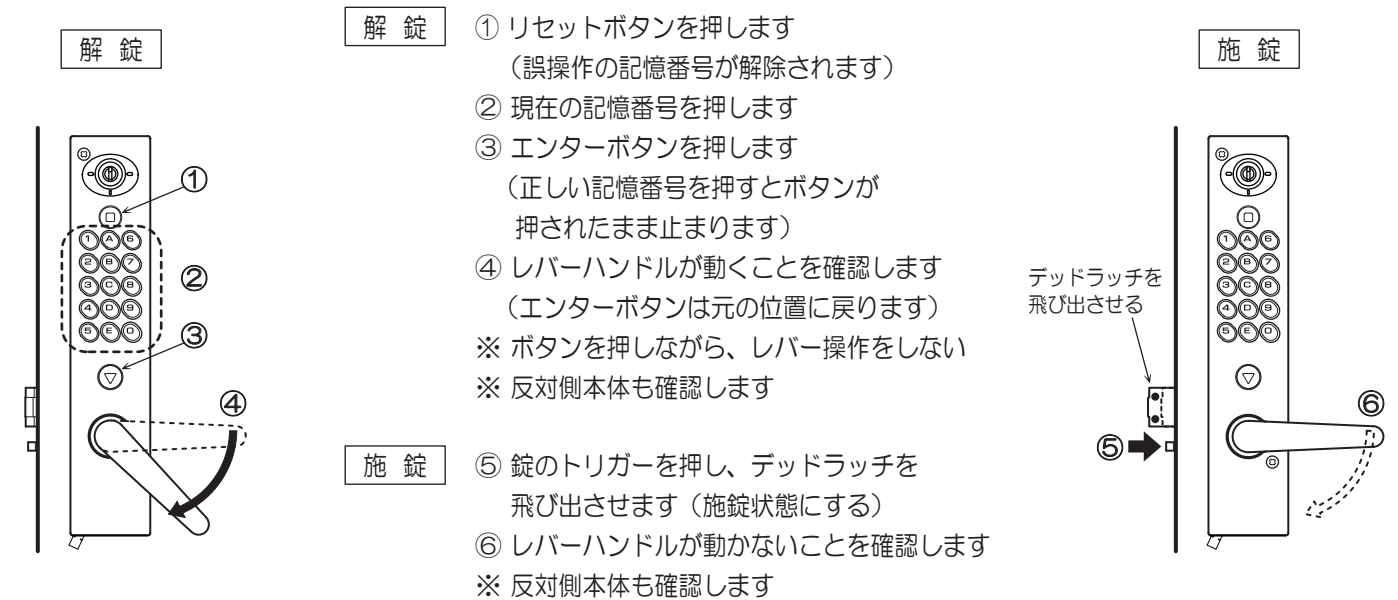 解 錠
①
1 A 6
2 B 7
②
3 C 8
4 D 9
5 E 0
③
④
解 錠
① リセットボタンを押します
（誤操作の記憶番号が解除されます）
② 現在の記憶番号を押します
③ エンターボタンを押します
（正しい記憶番号を押すとボタンが
押されたまま止まります）
④ レバーハンドルが動くことを確認します
（エンターボタンは元の位置に戻ります）
※ ボタンを押しながら、レバー操作をしない
※ 反対側本体も確認します
施 錠
⑤ 錠のトリガーを押し、デッドラッチを
飛び出させます（施錠状態にする）
⑥ レバーハンドルが動かないことを確認します
※ 反対側本体も確認します
施 錠
1 A 6
2 B 7
3 C 8
4 D 9
5 E 0
デッドラッチを
飛び出させる
⑥
⑤